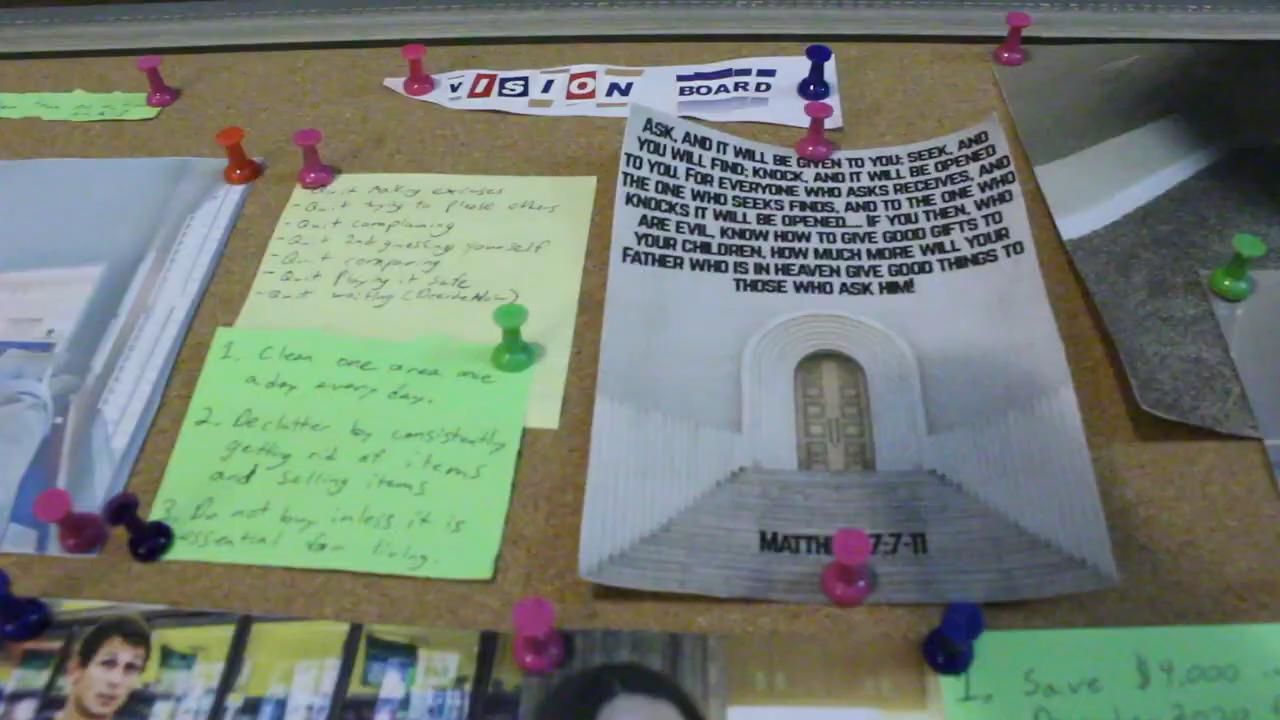 VISION BOARD
ASK, AND IT WILL BE GIVEN TO YOU; SEEK, AND
YOU WILL FIND; KNOCK, AND IT WILL BE OPENED
TO YOU. FOR EVERYONE WHO ASKS RECEIVES, AND
THE ONE WHO SEEKS FINDS, AND TO THE ONE WHO
KNOCKS IT WILL BE OPENED.... IF YOU THEN, WHO
ARE EVIL, KNOW HOW TO GIVE GOOD GIFTS TO
YOUR CHILDREN, HOW MUCH MORE WILL YOUR
FATHER WHO IS IN HEAVEN GIVE GOOD THINGS TO
THOSE WHO ASK HIM!
7:7-11
- Quit making excuses
- Quit trying to please others
- Quit complaining
- Quit 2nd guessing yourself
- Quit comparing
- Quit playing it safe
- Quit waiting (Decide Now)
1. Clean one area
a day every day.
2. Declutter by consistently
getting rid of items
and selling items
3. Do not buy unless it is
essential for living.
1. Save $9,000